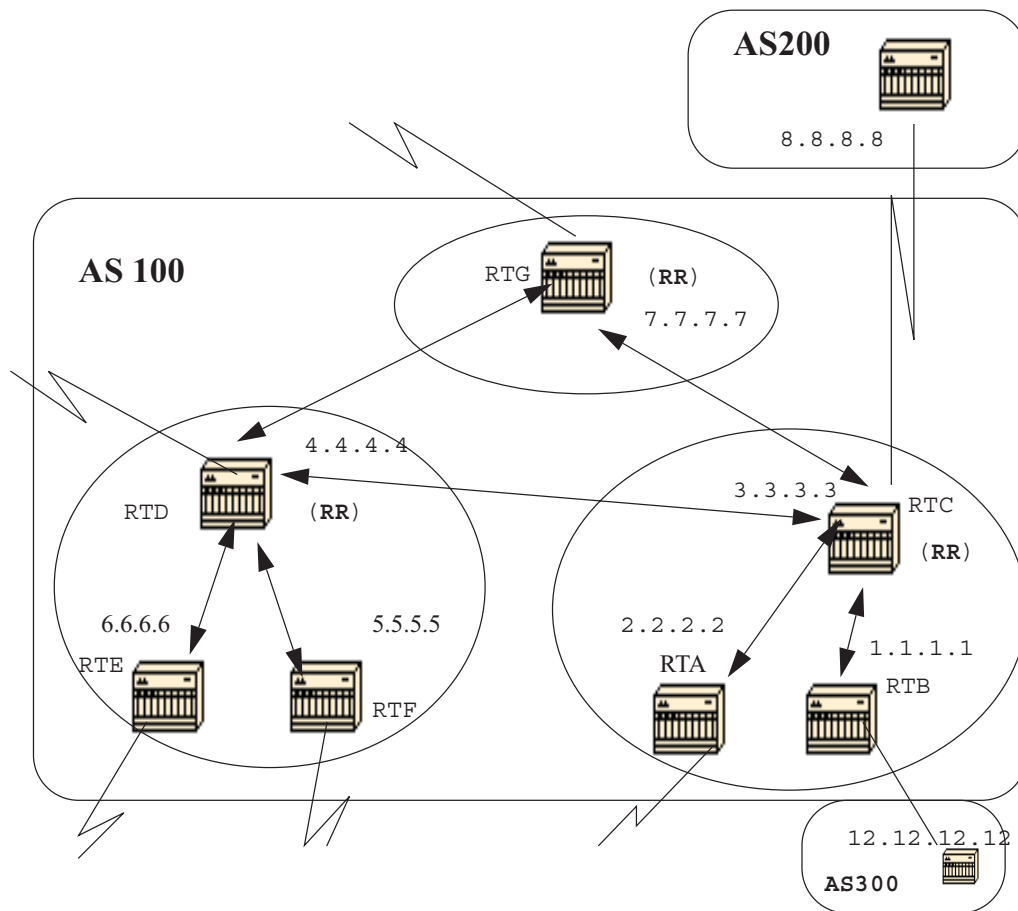 AS200
8.8.8.8
AS 100
RTG
(RR)
7.7.7.7
4.4.4.4
RTD
(RR)
3.3.3.3
RTC
(RR)
6.6.6.6
5.5.5.5
RTE
RTF
2.2.2.2
RTA
1.1.1.1
RTB
12.12.12.12
AS300